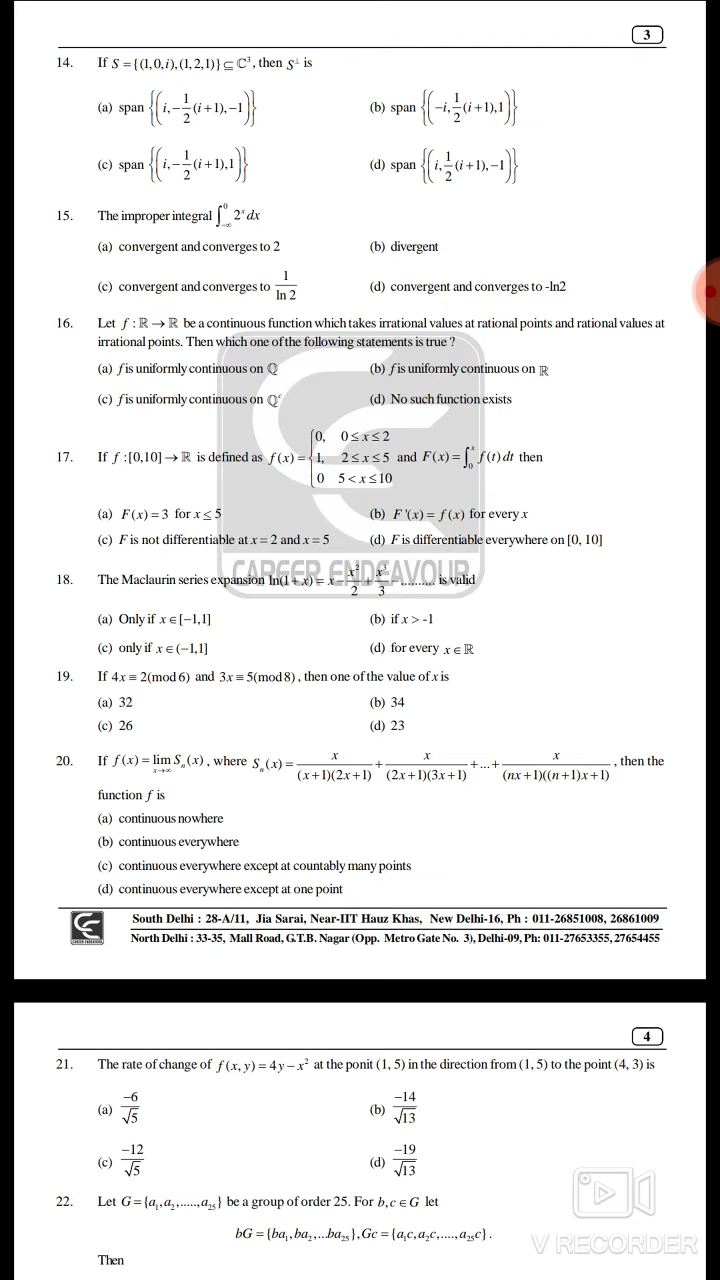 3
14. If S = {(1,0,i),(1,2,1)} ⊆ ℂ³, then S^⊥ is
(a) span {(i, −1/2(i+1), −1)} (b) span {(−i, 1/2(i+1), 1)}
(c) span {(i, −1/2(i+1), 1)} (d) span {(i, 1/2(i+1), −1)}
15. The improper integral ∫_{−∞}^{0} 2^x dx
(a) convergent and converges to 2 (b) divergent
(c) convergent and converges to 1/ln 2 (d) convergent and converges to -ln2
16. Let f : ℝ → ℝ be a continuous function which takes irrational values at rational points and rational values at
irrational points. Then which one of the following statements is true ?
(a) f is uniformly continuous on ℚ (b) f is uniformly continuous on ℝ
(c) f is uniformly continuous on ℚ^c (d) No such function exists
17. If f :[0,10] → ℝ is defined as f(x) = {0, 0 ≤ x ≤ 2; 1, 2 ≤ x ≤ 5; 0 5 < x ≤ 10 and F(x) = ∫_0^x f(t) dt then
(a) F(x) = 3 for x ≤ 5 (b) F'(x) = f(x) for every x
(c) F is not differentiable at x = 2 and x = 5 (d) F is differentiable everywhere on [0, 10]
CAREER ENDEAVOUR
18. The Maclaurin series expansion ln(1+x) = x − x²/2 + x³/3 − .......... is valid
(a) Only if x ∈ [−1,1] (b) if x > -1
(c) only if x ∈ (−1,1] (d) for every x ∈ ℝ
19. If 4x ≡ 2(mod 6) and 3x ≡ 5(mod 8), then one of the value of x is
(a) 32 (b) 34
(c) 26 (d) 23
20. If f(x) = lim_{x→∞} S_n(x), where S_n(x) = x/((x+1)(2x+1)) + x/((2x+1)(3x+1)) + ... + x/((nx+1)((n+1)x+1)), then the
function f is
(a) continuous nowhere
(b) continuous everywhere
(c) continuous everywhere except at countably many points
(d) continuous everywhere except at one point
CAREER ENDEAVOUR
South Delhi : 28-A/11, Jia Sarai, Near-IIT Hauz Khas, New Delhi-16, Ph : 011-26851008, 26861009
North Delhi : 33-35, Mall Road, G.T.B. Nagar (Opp. Metro Gate No. 3), Delhi-09, Ph: 011-27653355, 27654455
4
21. The rate of change of f(x, y) = 4y − x² at the ponit (1, 5) in the direction from (1, 5) to the point (4, 3) is
(a) −6/√5 (b) −14/√13
(c) −12/√5 (d) −19/√13
22. Let G = {a₁,a₂,.....,a₂₅} be a group of order 25. For b,c ∈ G let
bG = {ba₁,ba₂,...ba₂₅}, Gc = {a₁c,a₂c,....,a₂₅c}.
Then
V RECORDER